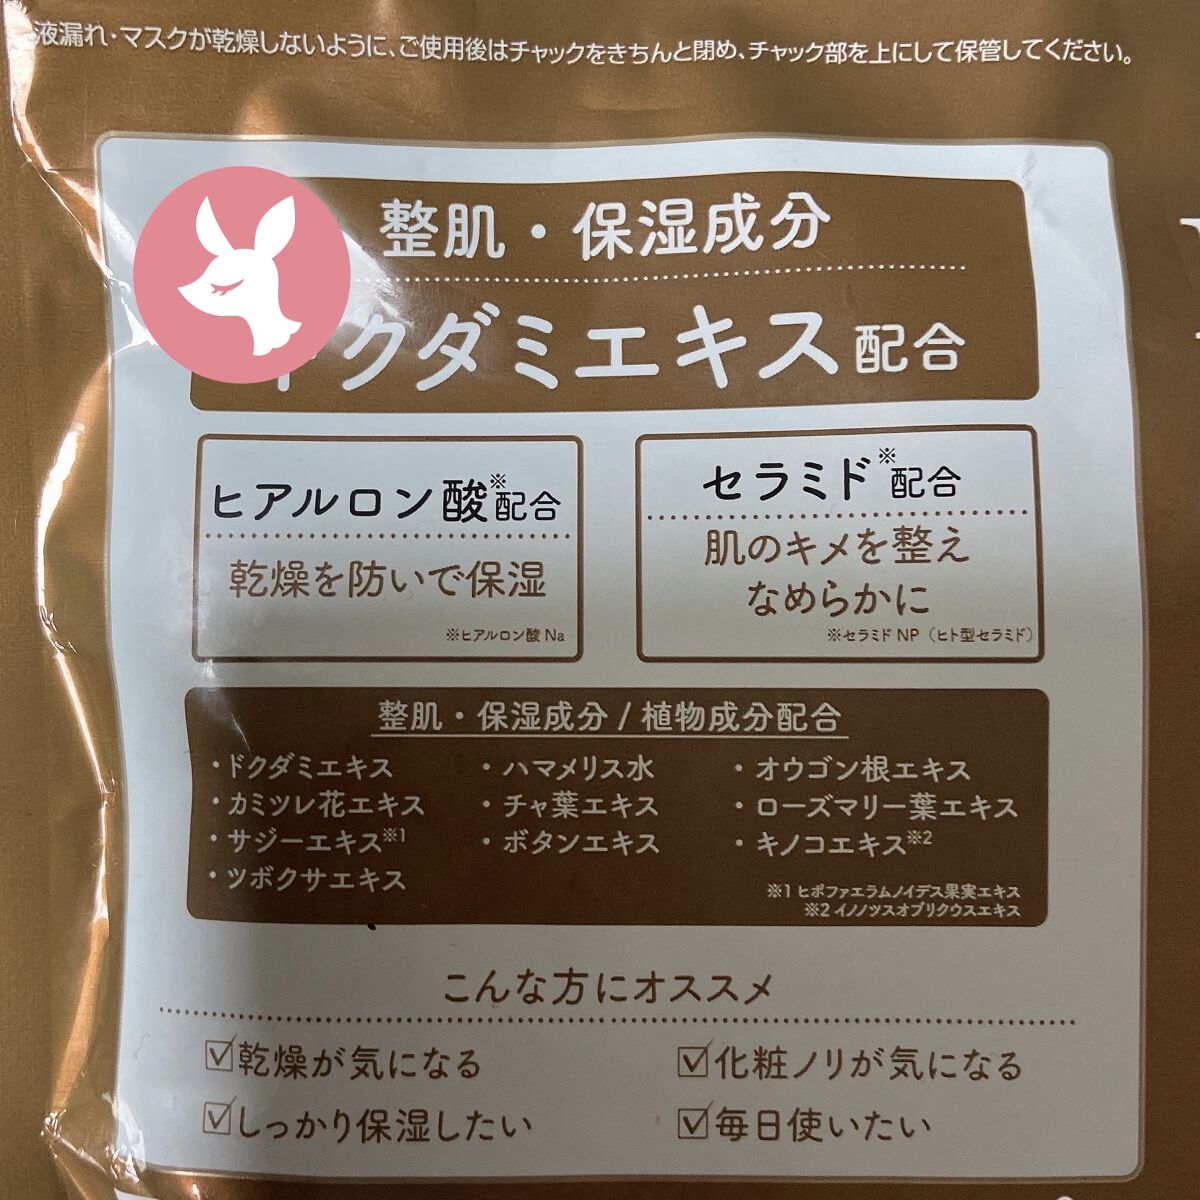 液漏れ・マスクが乾燥しないように、ご使用後はチャックをきちんと閉め、チャック部を上にして保管してください。
整肌・保湿成分
ドクダミエキス配合
ヒアルロン酸※配合
乾燥を防いで保湿
※ヒアルロン酸Na
セラミド※配合
肌のキメを整え
なめらかに
※セラミドNP（ヒト型セラミド）
整肌・保湿成分/植物成分配合
・ドクダミエキス
・カミツレ花エキス
・サジーエキス※1
・ツボクサエキス
・ハマメリス水
・チャ葉エキス
・ボタンエキス
・オウゴン根エキス
・ローズマリー葉エキス
・キノコエキス※2
※1 ヒポファエラムノイデス果実エキス
※2 イノノツスオブリクウスエキス
こんな方にオススメ
☑乾燥が気になる
☑しっかり保湿したい
☑化粧ノリが気になる
☑毎日使いたい